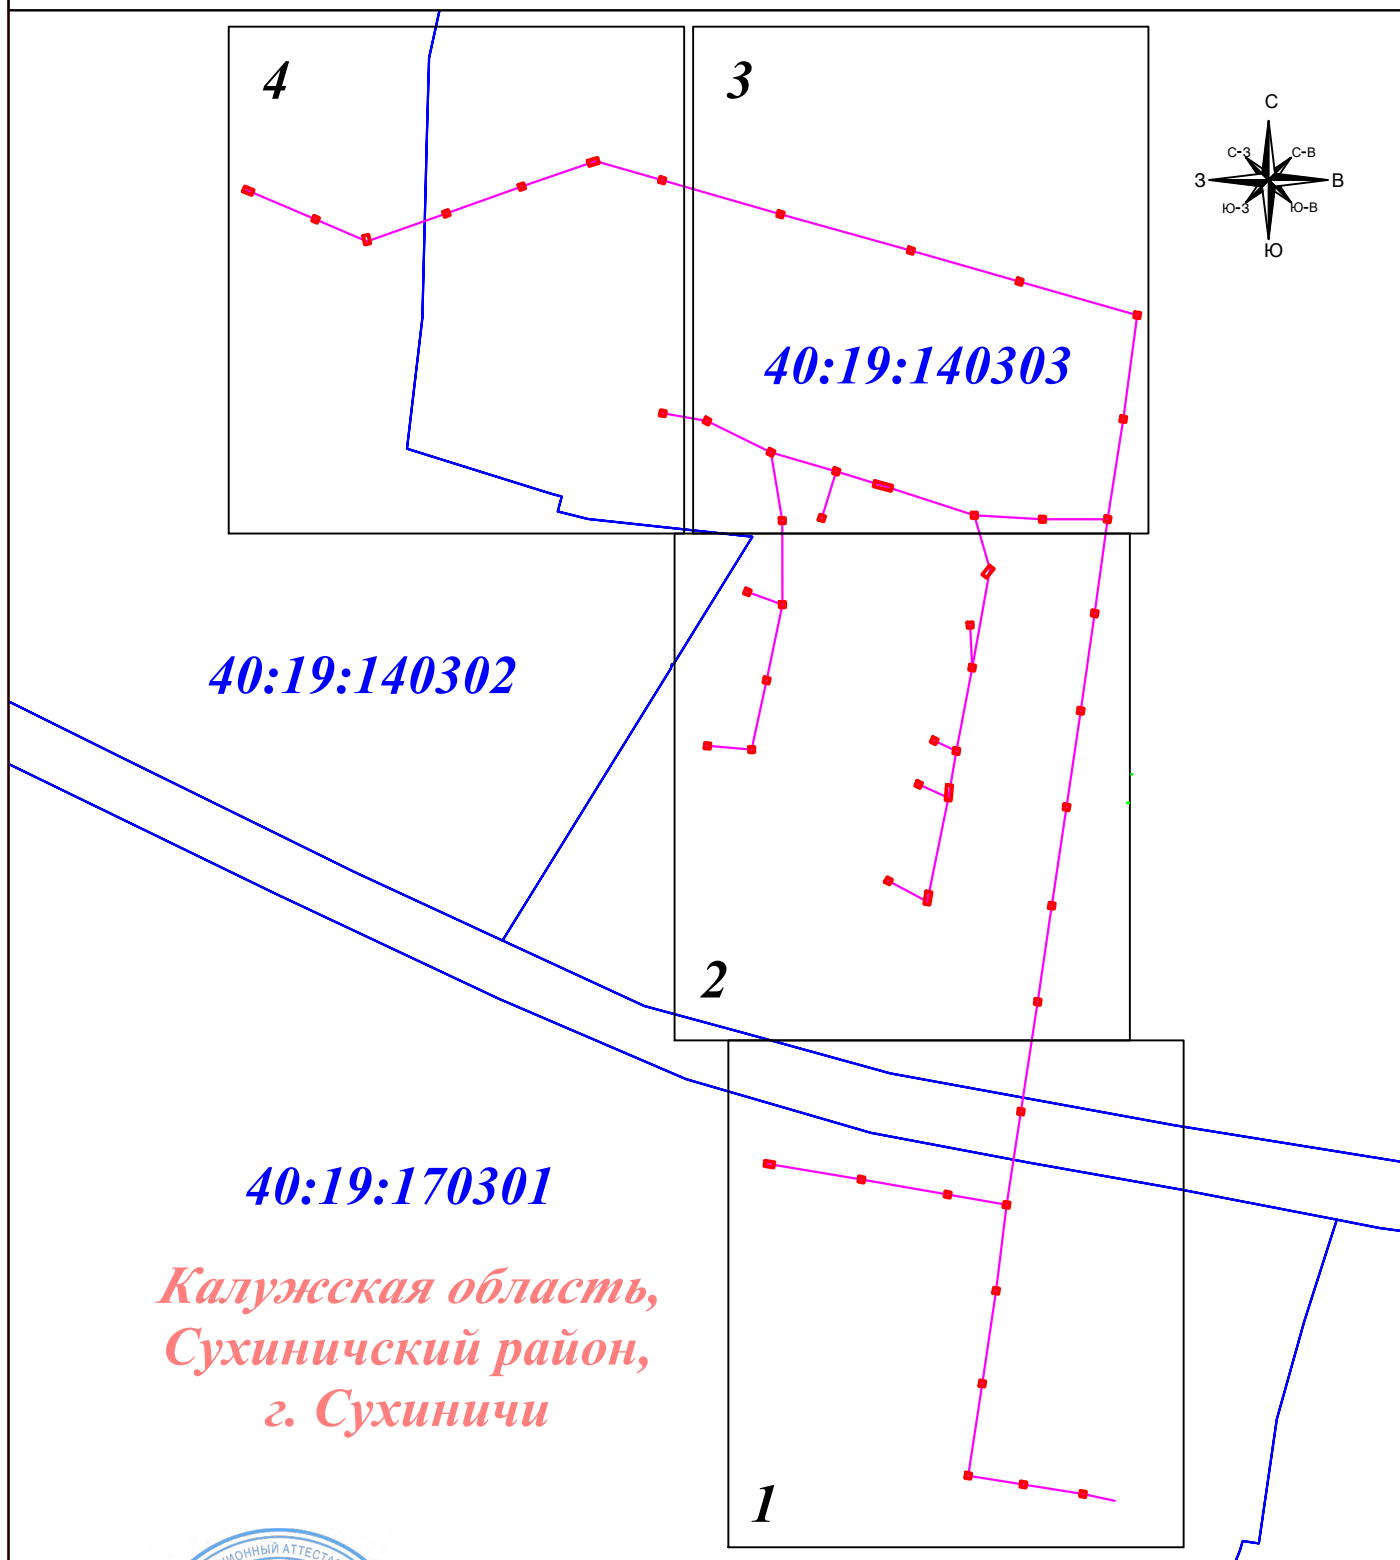 4
3
С
С-З
С-В
З
В
Ю-З
Ю-В
Ю
40:19:140303
40:19:140302
2
40:19:170301
Калужская область,
Сухиничский район,
г. Сухиничи
1